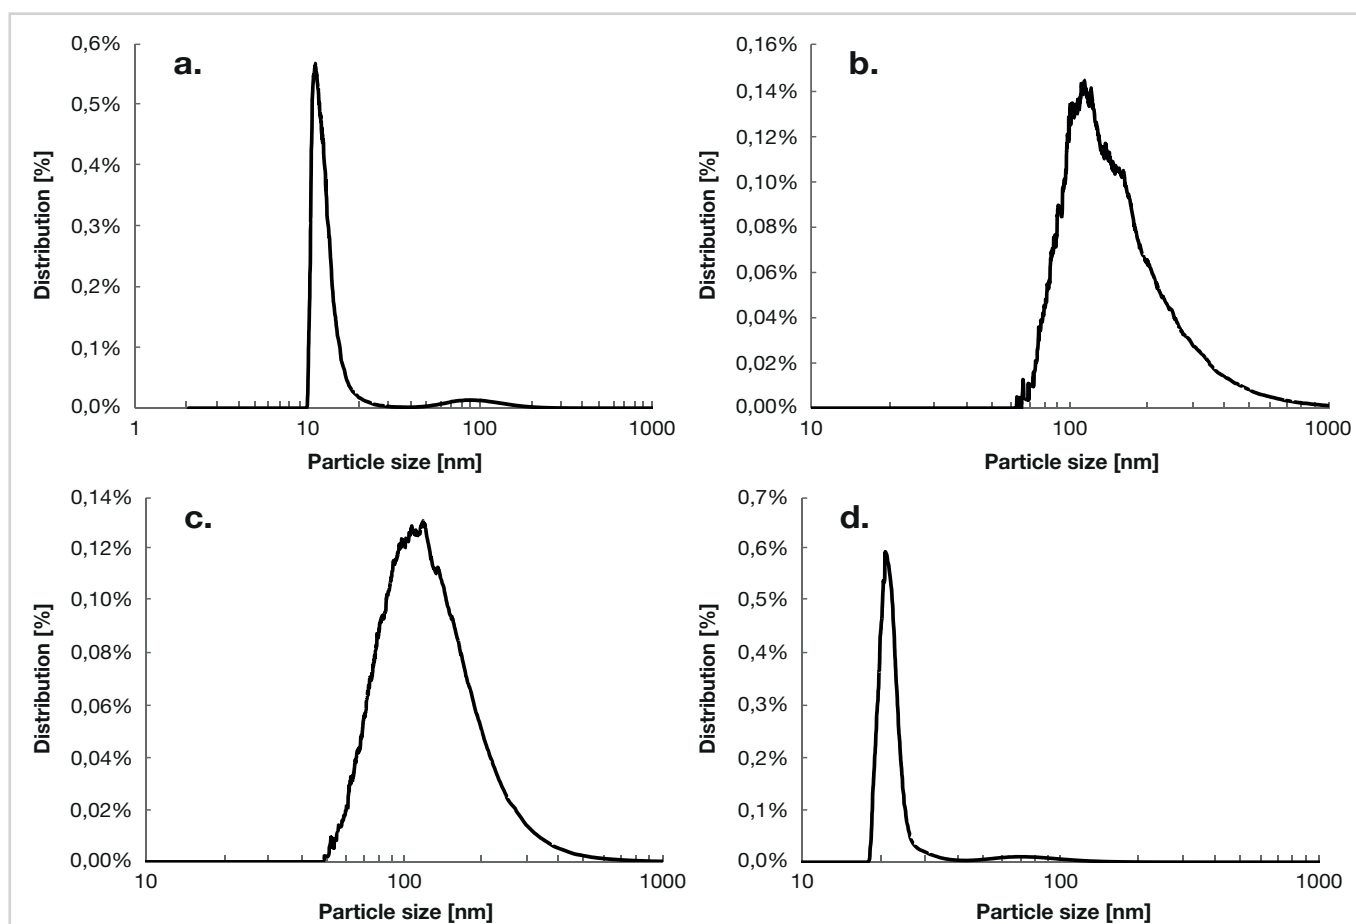 a.
Distribution [%]
0,6%
0,5%
0,4%
0,3%
0,2%
0,1%
0,0%
1 10 100 1000
Particle size [nm]
b.
Distribution [%]
0,16%
0,14%
0,12%
0,10%
0,08%
0,06%
0,04%
0,02%
0,00%
10 100 1000
Particle size [nm]
c.
Distribution [%]
0,14%
0,12%
0,10%
0,08%
0,06%
0,04%
0,02%
0,00%
10 100 1000
Particle size [nm]
d.
Distribution [%]
0,7%
0,6%
0,5%
0,4%
0,3%
0,2%
0,1%
0,0%
10 100 1000
Particle size [nm]